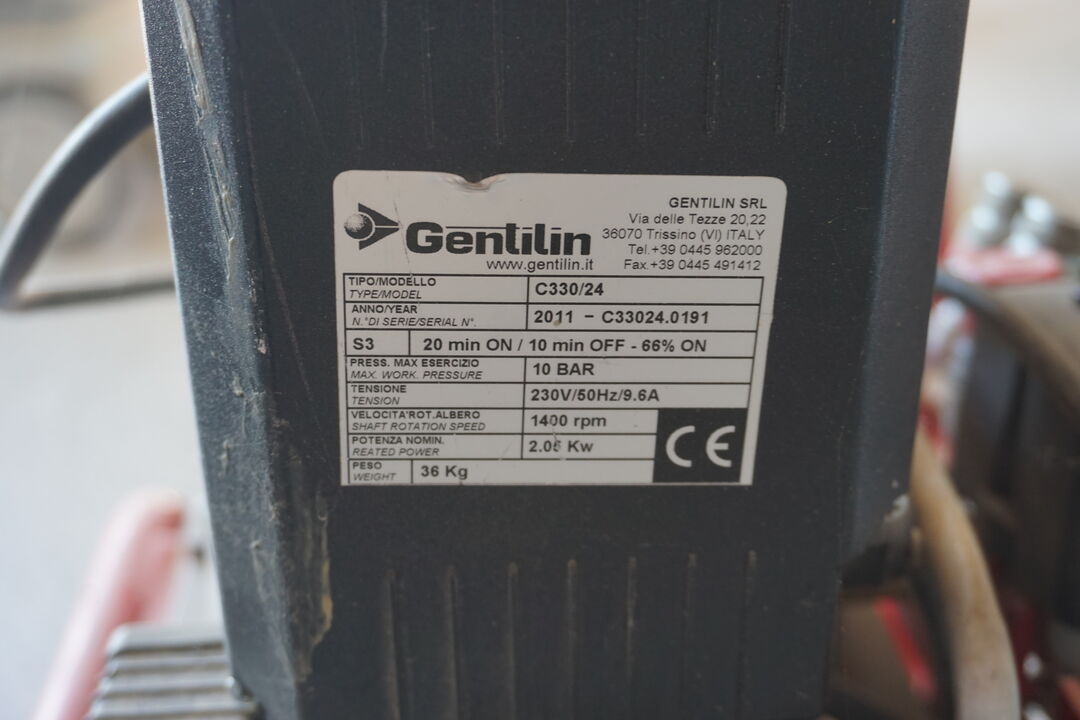 Gentilin
www.gentilin.it
GENTILIN SRL
Via delle Tezze 20,22
36070 Trissino (VI) ITALY
Tel.+39 0445 962000
Fax.+39 0445 491412
TIPO/MODELLO
TYPE/MODEL
C330/24
ANNO/YEAR
N.°DI SERIE/SERIAL N°.
2011 - C33024.0191
S3 20 min ON / 10 min OFF - 66% ON
PRESS. MAX ESERCIZIO
MAX. WORK. PRESSURE
10 BAR
TENSIONE
TENSION
230V/50Hz/9.6A
VELOCITA'ROT.ALBERO
SHAFT ROTATION SPEED
1400 rpm
POTENZA NOMIN.
REATED POWER
Kw
CE
PESO
WEIGHT
36 Kg